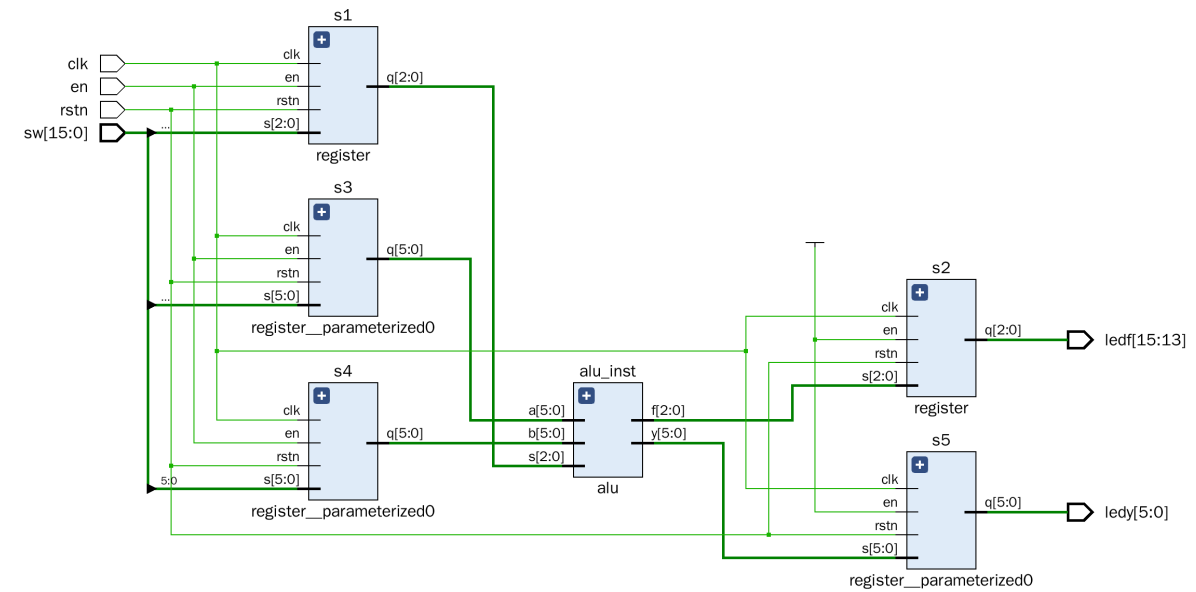 s1
clk
en
rstn
sw[15:0]
...
clk
en
rstn
s[2:0]
q[2:0]
register
s3
clk
en
rstn
...
s[5:0]
q[5:0]
register__parameterized0
s4
clk
en
rstn
5:0
s[5:0]
q[5:0]
register__parameterized0
alu_inst
a[5:0]
b[5:0]
s[2:0]
f[2:0]
y[5:0]
alu
s2
clk
en
rstn
s[2:0]
q[2:0]
ledf[15:13]
register
s5
clk
en
rstn
s[5:0]
q[5:0]
ledy[5:0]
register__parameterized0